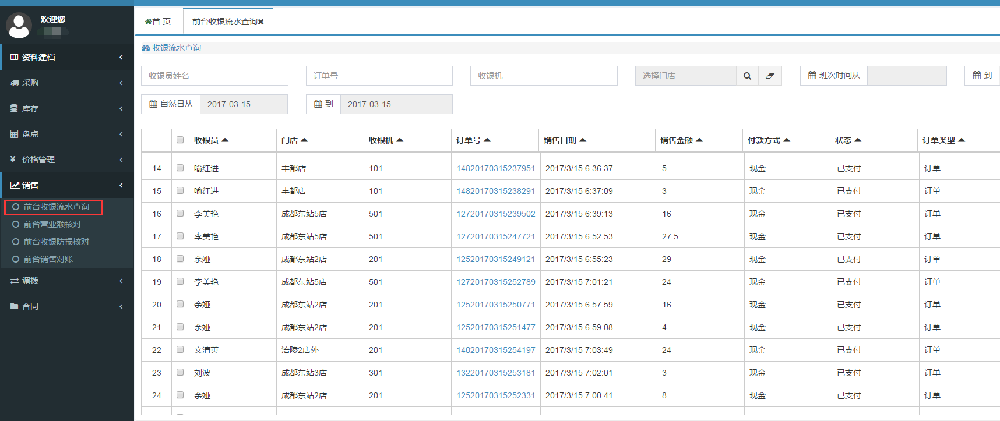 欢迎您
资料建档
采购
库存
盘点
¥ 价格管理
销售
前台收银流水查询
前台营业额核对
前台收银防损核对
前台销售对账
调拨
合同
首 页 前台收银流水查询
收银流水查询
收银员姓名 订单号 收银机 选择门店 班次时间从 到
自然日从 2017-03-15 到 2017-03-15
收银员 门店 收银机 订单号 销售日期 销售金额 付款方式 状态 订单类型
14 喻红进 丰都店 101 14820170315237951 2017/3/15 6:36:37 5 现金 已支付 订单
15 喻红进 丰都店 101 14820170315238291 2017/3/15 6:37:09 3 现金 已支付 订单
16 李美艳 成都东站5店 501 12720170315239502 2017/3/15 6:39:13 16 现金 已支付 订单
17 李美艳 成都东站5店 501 12720170315247721 2017/3/15 6:52:53 27.5 现金 已支付 订单
18 余娅 成都东站2店 201 12520170315249121 2017/3/15 6:55:23 29 现金 已支付 订单
19 李美艳 成都东站5店 501 12720170315252789 2017/3/15 7:01:21 24 现金 已支付 订单
20 余娅 成都东站2店 201 12520170315250771 2017/3/15 6:57:59 16 现金 已支付 订单
21 余娅 成都东站2店 201 12520170315251477 2017/3/15 6:59:08 4 现金 已支付 订单
22 文清英 涪陵2店外 201 14020170315254197 2017/3/15 7:03:49 24 现金 已支付 订单
23 刘波 成都东站3店 301 13220170315253181 2017/3/15 7:02:01 3 现金 已支付 订单
24 余娅 成都东站2店 201 12520170315252331 2017/3/15 7:00:41 8 现金 已支付 订单